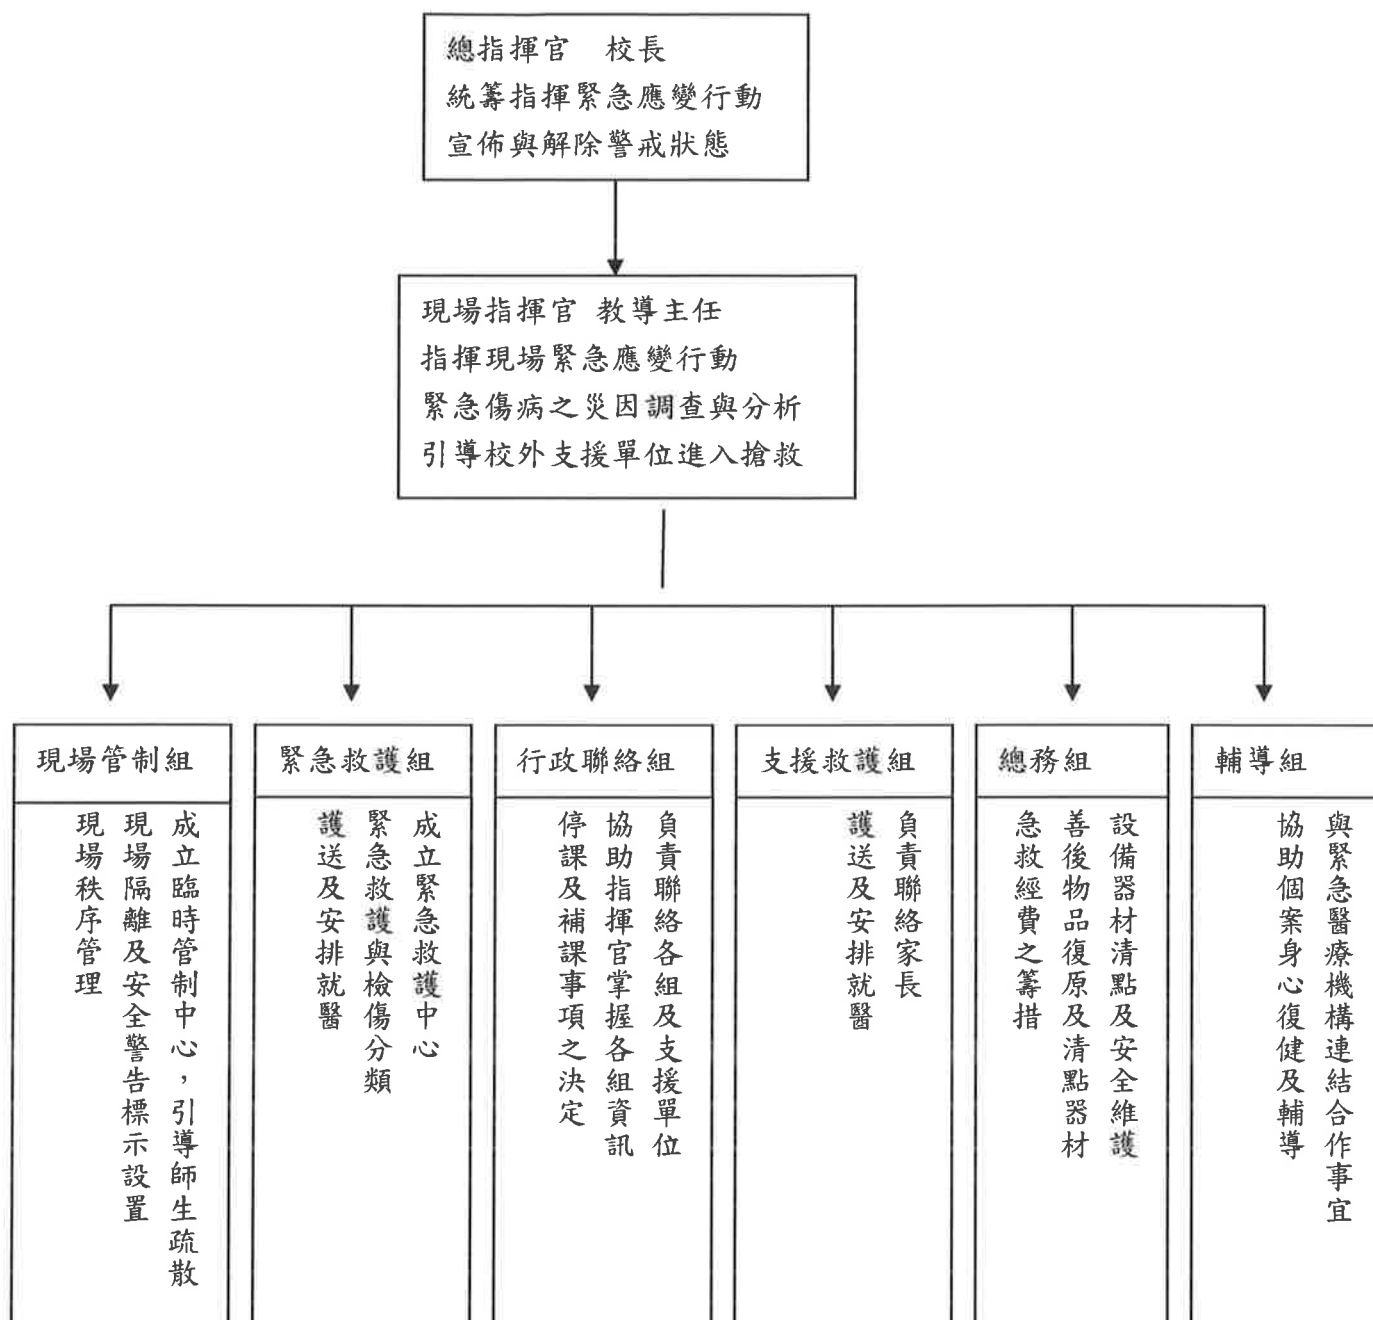 總指揮官　校長
統籌指揮緊急應變行動
宣佈與解除警戒狀態
現場指揮官 教導主任
指揮現場緊急應變行動
緊急傷病之災因調查與分析
引導校外支援單位進入搶救
現場管制組
成立臨時管制中心，引導師生疏散
現場隔離及安全警告標示設置
現場秩序管理
緊急救護組
成立緊急救護中心
緊急救護與檢傷分類
護送及安排就醫
行政聯絡組
負責聯絡各組及支援單位
協助指揮官掌握各組資訊
停課及補課事項之決定
支援救護組
負責聯絡家長
護送及安排就醫
總務組
設備器材清點及安全維護
善後物品復原及清點器材
急救經費之籌措
輔導組
與緊急醫療機構連結合作事宜
協助個案身心復健及輔導